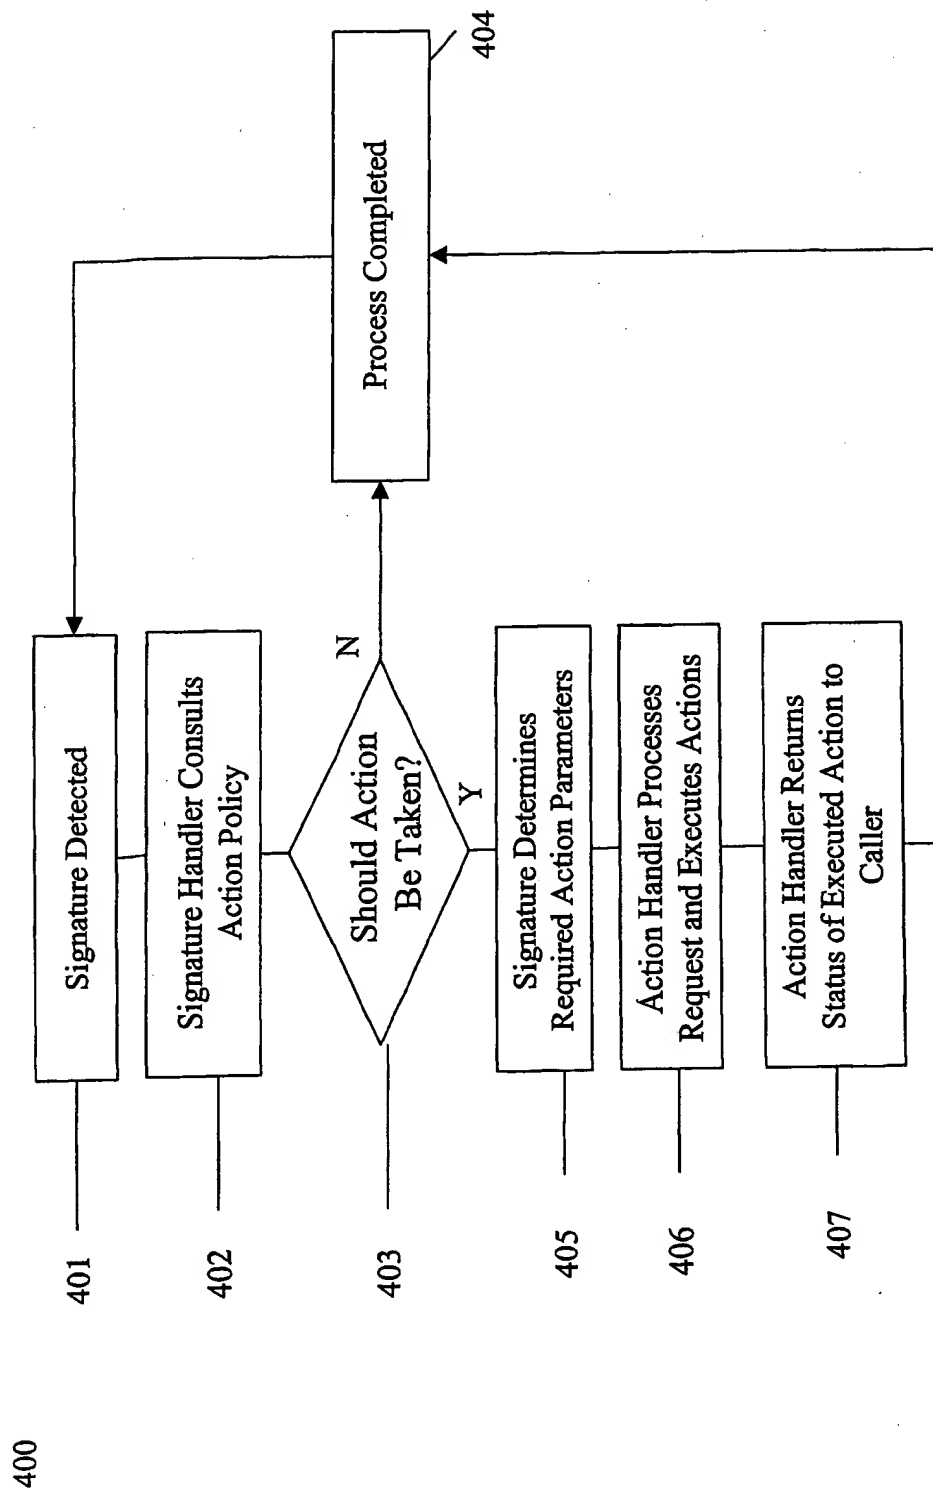 400
401
Signature Detected
402
Signature Handler Consults
Action Policy
403
Should Action
Be Taken?
N
Y
Process Completed
404
405
Signature Determines
Required Action Parameters
406
Action Handler Processes
Request and Executes Actions
407
Action Handler Returns
Status of Executed Action to
Caller